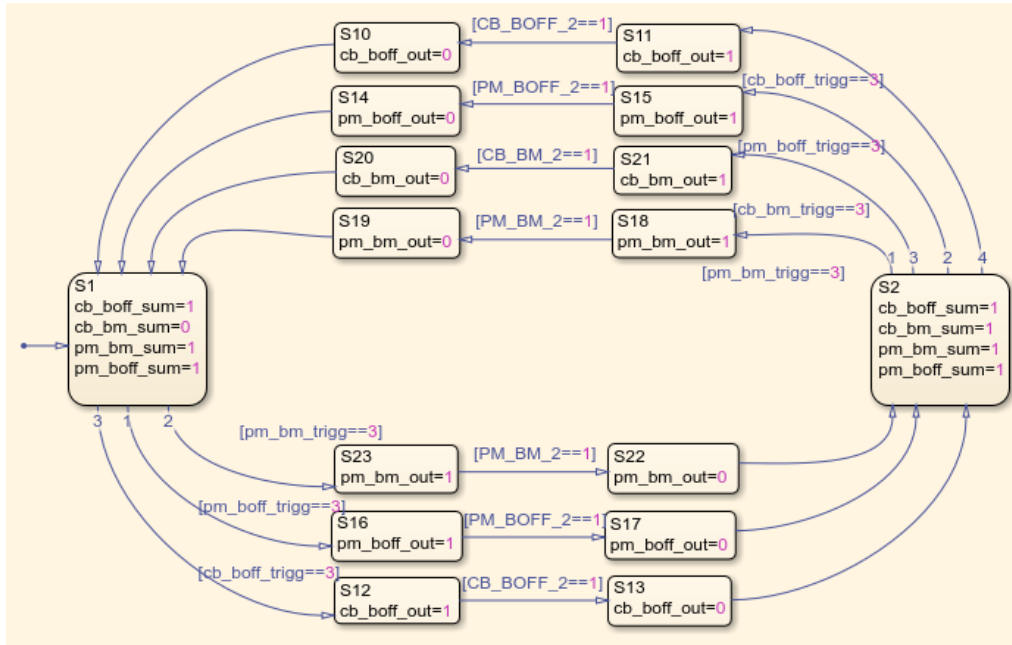 S10
cb_boff_out=0
[CB_BOFF_2==1]
S11
cb_boff_out=1
[cb_boff_trigg==3]
S14
pm_boff_out=0
[PM_BOFF_2==1]
S15
pm_boff_out=1
[pm_boff_trigg==3]
S20
cb_bm_out=0
[CB_BM_2==1]
S21
cb_bm_out=1
[cb_bm_trigg==3]
S19
pm_bm_out=0
[PM_BM_2==1]
S18
pm_bm_out=1
[pm_bm_trigg==3]
1 3 2 4
S1
cb_boff_sum=1
cb_bm_sum=0
pm_bm_sum=1
pm_boff_sum=1
S2
cb_boff_sum=1
cb_bm_sum=1
pm_bm_sum=1
pm_boff_sum=1
3 1 2
[pm_bm_trigg==3]
S23
pm_bm_out=1
[PM_BM_2==1]
S22
pm_bm_out=0
[pm_boff_trigg==3]
S16
pm_boff_out=1
[PM_BOFF_2==1]
S17
pm_boff_out=0
[cb_boff_trigg==3]
S12
cb_boff_out=1
[CB_BOFF_2==1]
S13
cb_boff_out=0